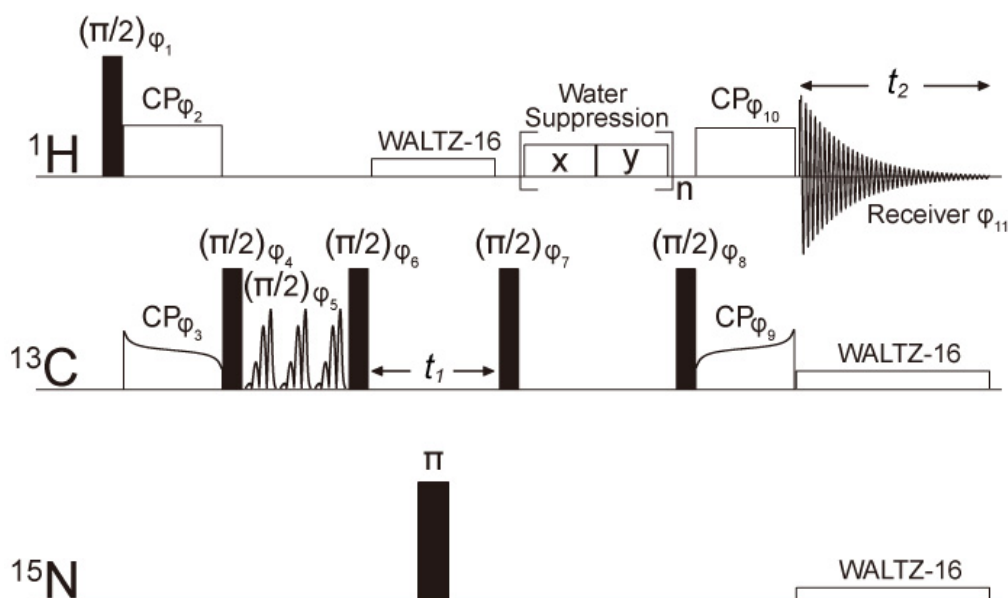 (π/2)φ1
CPφ2
Water
Suppression
CPφ10
t2
1H
WALTZ-16
x
y
n
Receiver φ11
(π/2)φ4
(π/2)φ6
(π/2)φ7
(π/2)φ8
(π/2)φ5
CPφ3
CPφ9
13C
t1
WALTZ-16
π
15N
WALTZ-16